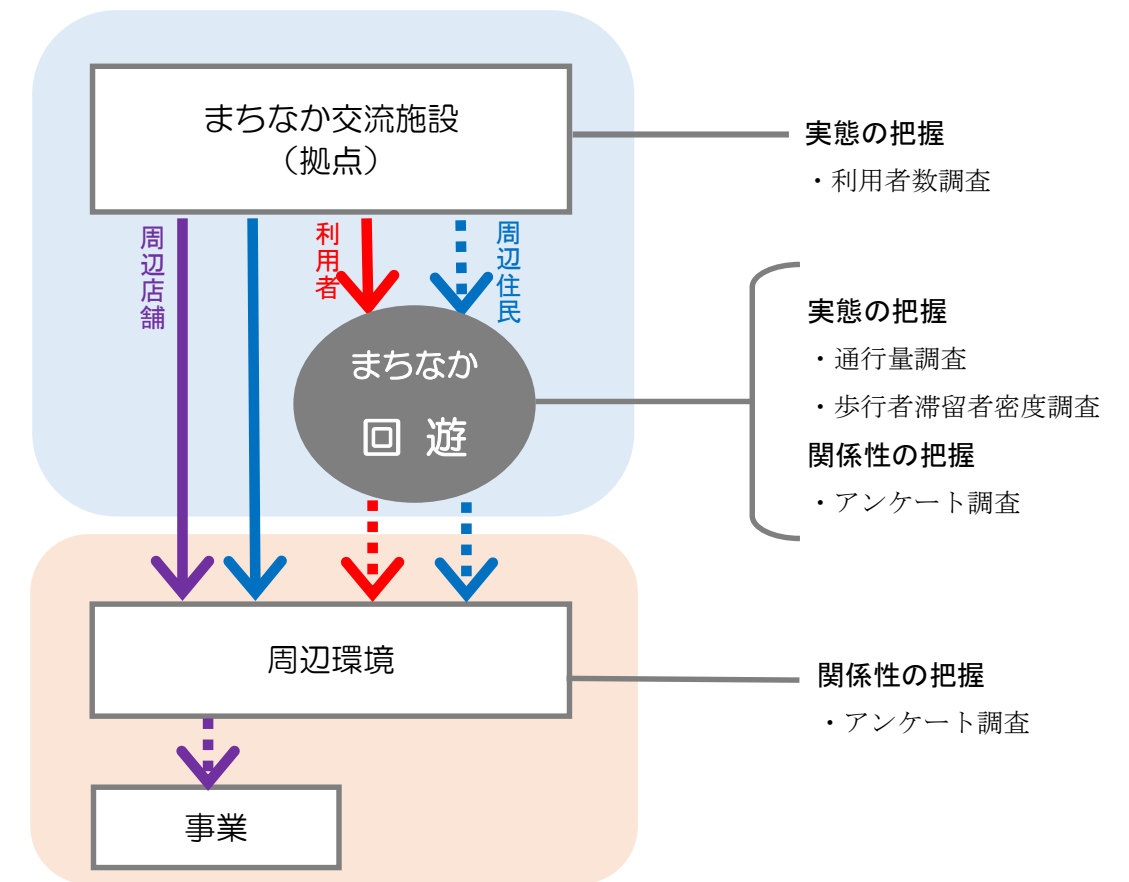 まちなか交流施設
（拠点）
実態の把握
・利用者数調査
周辺店舗
利用者
周辺住民
まちなか
回 遊
実態の把握
・通行量調査
・歩行者滞留者密度調査
関係性の把握
・アンケート調査
周辺環境
関係性の把握
・アンケート調査
事業